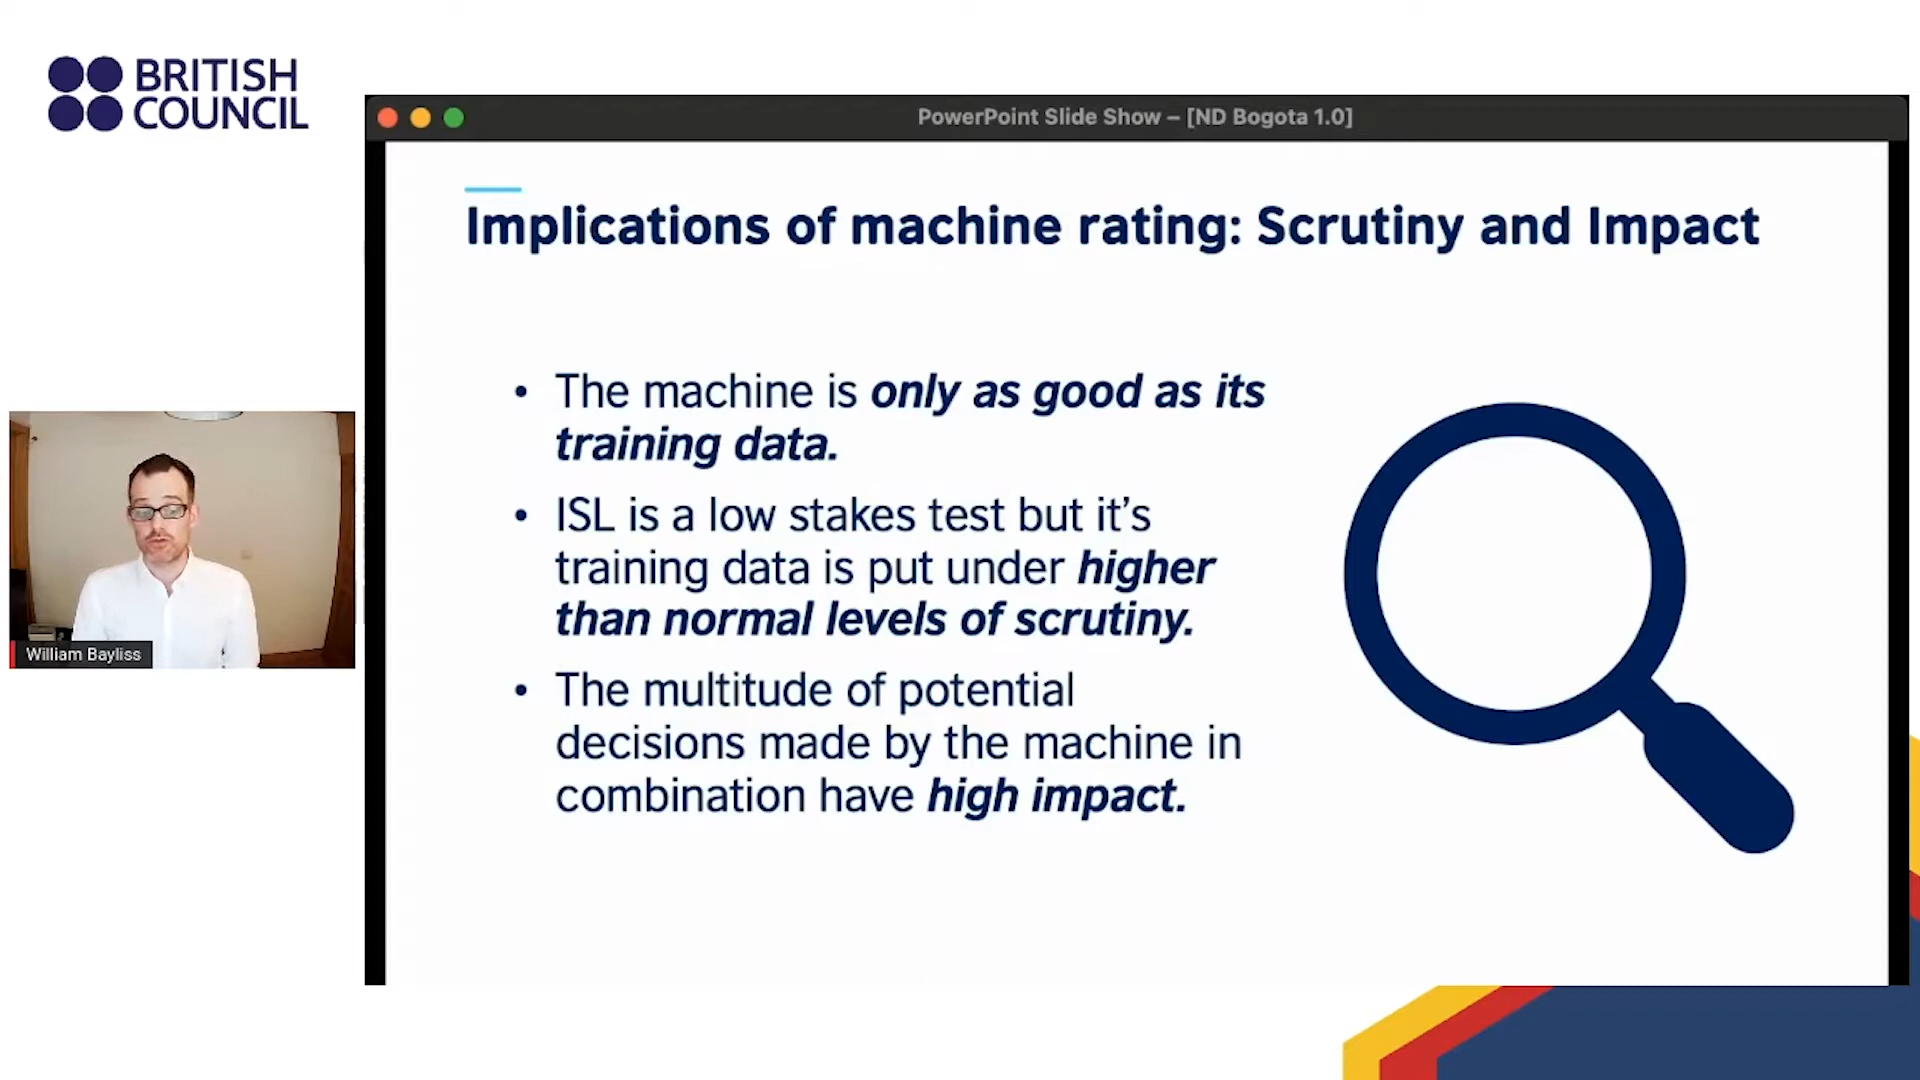 BRITISH
COUNCIL
PowerPoint Slide Show – [ND Bogota 1.0]
Implications of machine rating: Scrutiny and Impact
• The machine is only as good as its
training data.
• ISL is a low stakes test but it’s
training data is put under higher
than normal levels of scrutiny.
• The multitude of potential
decisions made by the machine in
combination have high impact.
William Bayliss